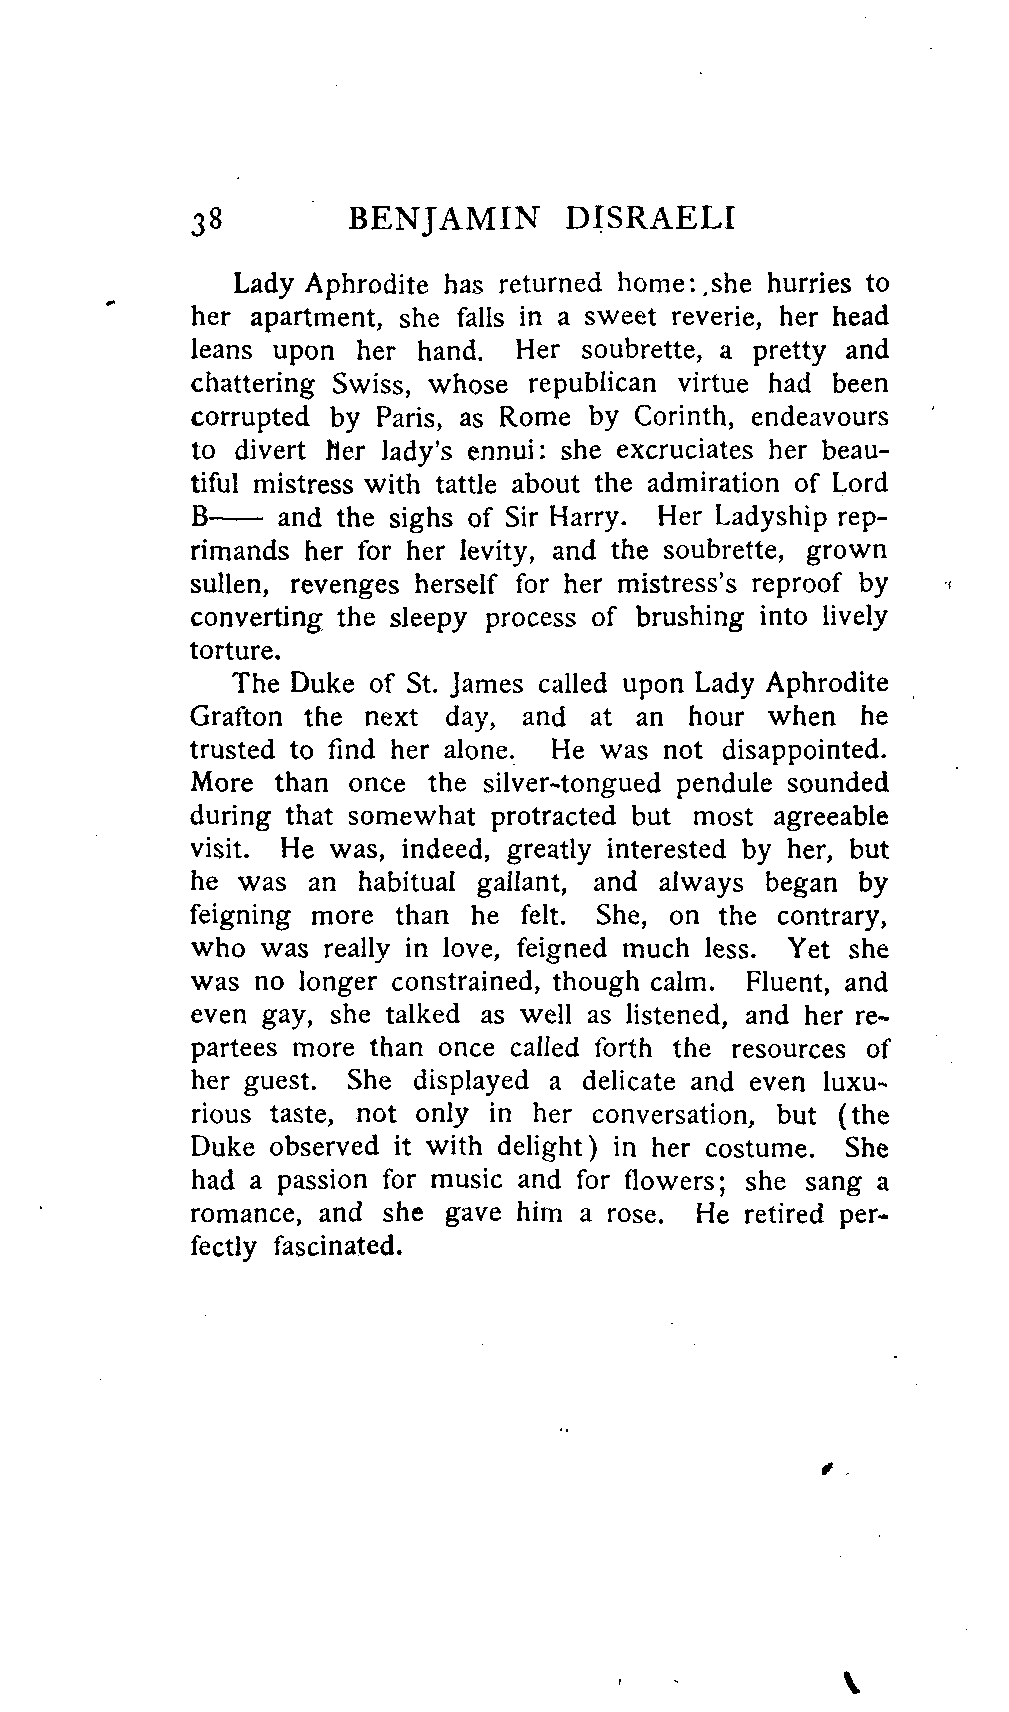 38 BENJAMIN DISRAELI
Lady Aphrodite has returned home: she hurries to
her apartment, she falls in a sweet reverie, her head
leans upon her hand. Her soubrette, a pretty and
chattering Swiss, whose republican virtue had been
corrupted by Paris, as Rome by Corinth, endeavours
to divert her lady's ennui: she excruciates her beau-
tiful mistress with tattle about the admiration of Lord
B—— and the sighs of Sir Harry. Her Ladyship rep-
rimands her for her levity, and the soubrette, grown
sullen, revenges herself for her mistress's reproof by
converting the sleepy process of brushing into lively
torture.
The Duke of St. James called upon Lady Aphrodite
Grafton the next day, and at an hour when he
trusted to find her alone. He was not disappointed.
More than once the silver-tongued pendule sounded
during that somewhat protracted but most agreeable
visit. He was, indeed, greatly interested by her, but
he was an habitual gallant, and always began by
feigning more than he felt. She, on the contrary,
who was really in love, feigned much less. Yet she
was no longer constrained, though calm. Fluent, and
even gay, she talked as well as listened, and her re-
partees more than once called forth the resources of
her guest. She displayed a delicate and even luxu-
rious taste, not only in her conversation, but (the
Duke observed it with delight) in her costume. She
had a passion for music and for flowers; she sang a
romance, and she gave him a rose. He retired per-
fectly fascinated.